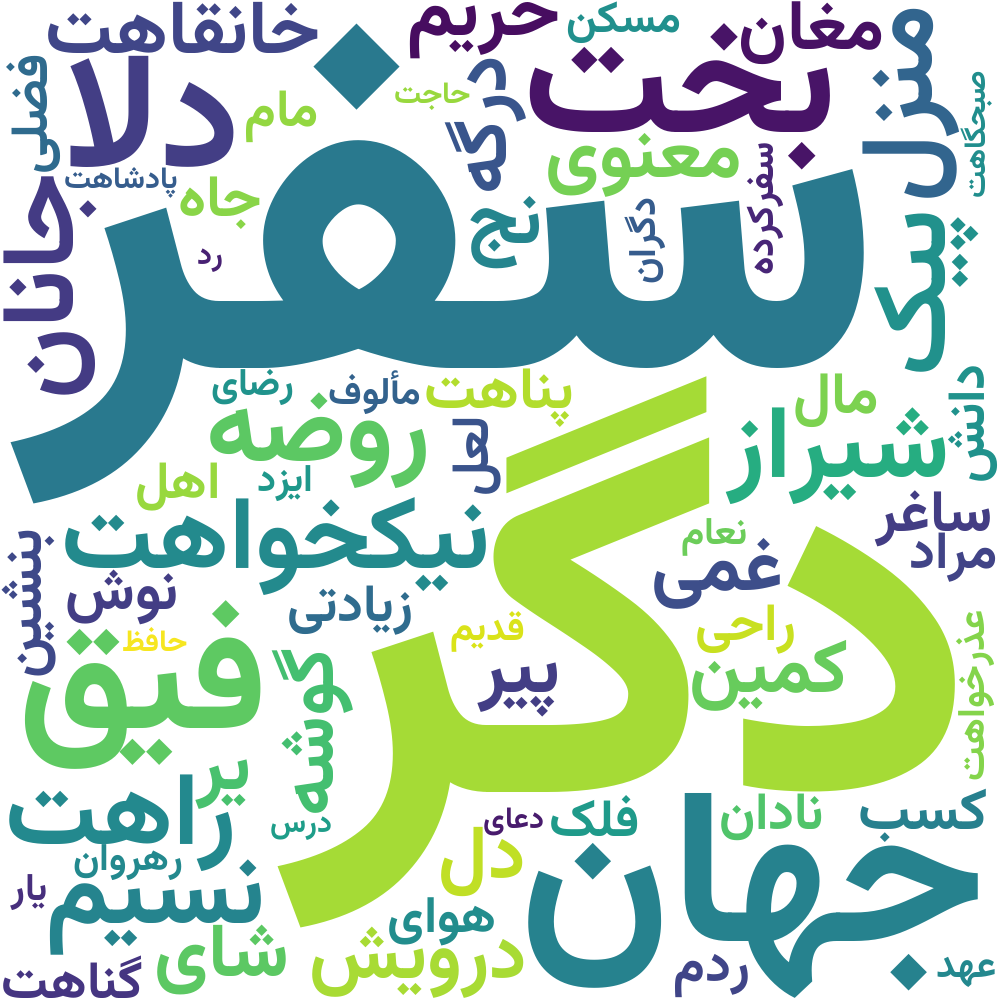 خانقاهت
حریم
مسکن
مغان
منزل
فضلی
دلا
مام
حاجت
درگه
بخت
صبحگاهت
پادشاهت
جاه
معنوی
سفرکرده
جانان
رد
نج
دگران
پیک
سفر
رضای
مألوف
پناهت
مال
دانش
روضه
لعل
شیراز
اهل
ایزد
ساغر
نیکخواهت
دگر
نعام
مراد
بنشین
نوش
زیادتی
غمی
حافظ
قدیم
راحی
عذرخواهت
فیق
گوشه
پیر
کمین
یر
راهت
درس
دعای
فلک
نادان
کسب
رهروان
دل
جهان
یار
نسیم
هوای
شای
درویش
ردم
عهد
گناهت